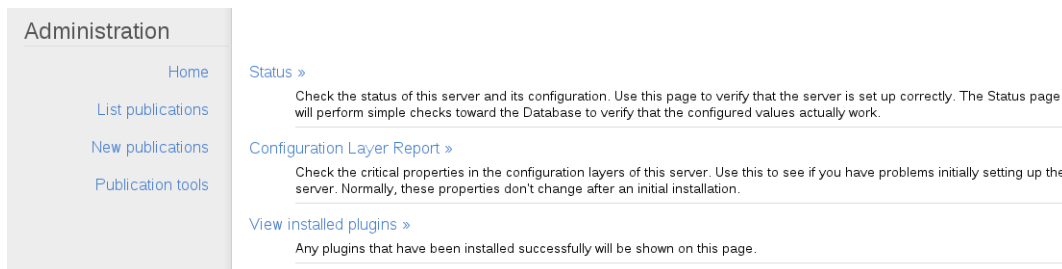 Administration
Home
List publications
New publications
Publication tools
Status »
Check the status of this server and its configuration. Use this page to verify that the server is set up correctly. The Status page
will perform simple checks toward the Database to verify that the configured values actually work.
Configuration Layer Report »
Check the critical properties in the configuration layers of this server. Use this to see if you have problems initially setting up the
server. Normally, these properties don't change after an initial installation.
View installed plugins »
Any plugins that have been installed successfully will be shown on this page.